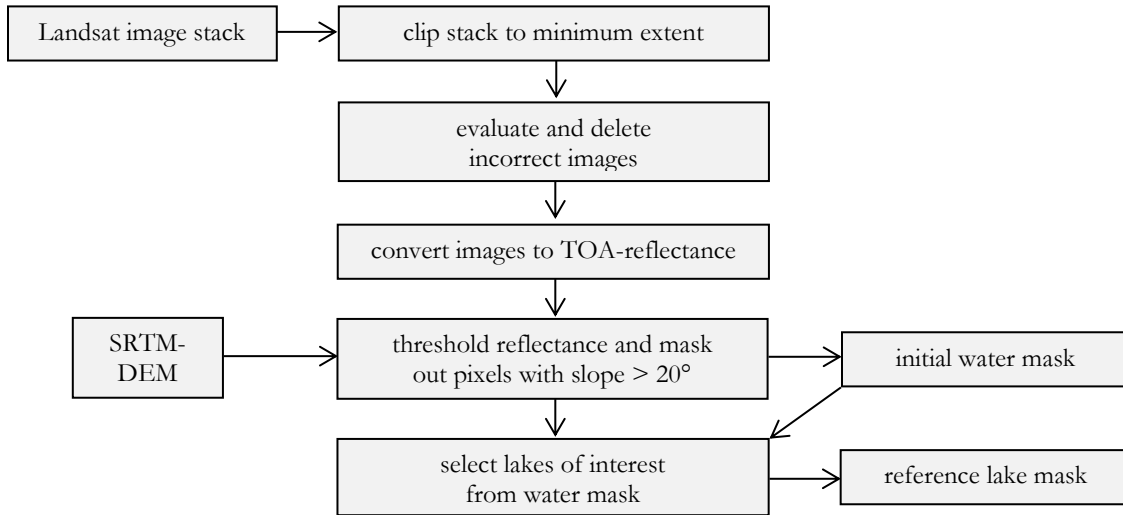 Landsat image stack
clip stack to minimum extent
evaluate and delete
incorrect images
convert images to TOA-reflectance
SRTM-
DEM
threshold reflectance and mask
out pixels with slope > 20°
initial water mask
select lakes of interest
from water mask
reference lake mask